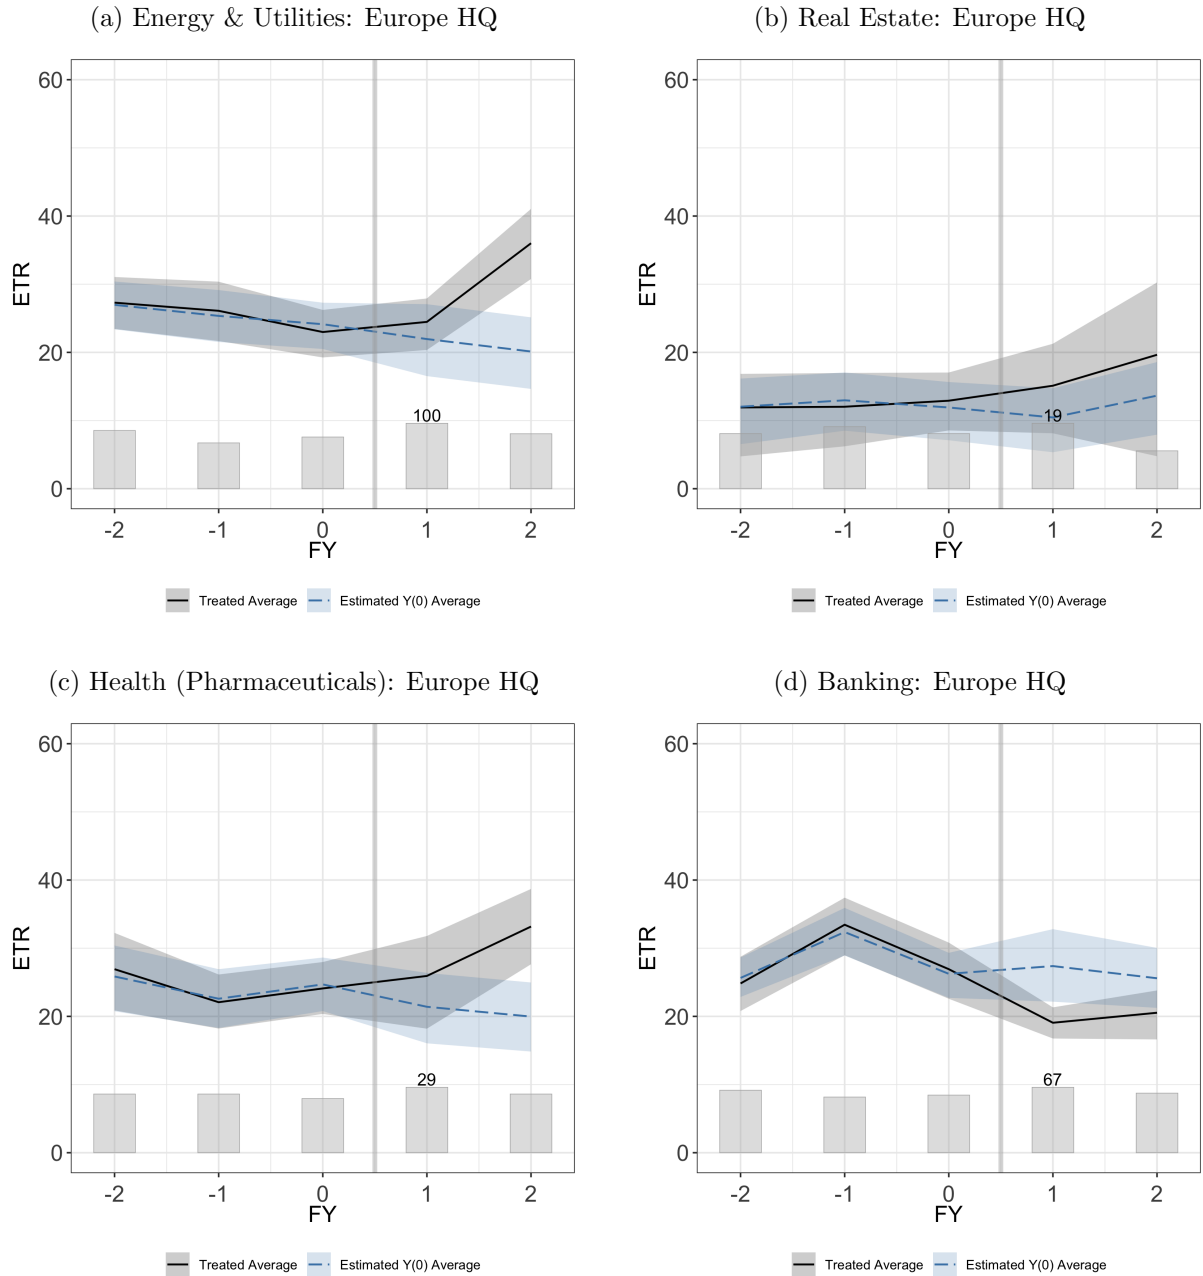 (a) Energy & Utilities: Europe HQ
60
40
20
0
ETR
100
-2 -1 0 1 2
FY
Treated Average Estimated Y(0) Average
(b) Real Estate: Europe HQ
60
40
20
0
ETR
19
-2 -1 0 1 2
FY
Treated Average Estimated Y(0) Average
(c) Health (Pharmaceuticals): Europe HQ
60
40
20
0
ETR
29
-2 -1 0 1 2
FY
Treated Average Estimated Y(0) Average
(d) Banking: Europe HQ
60
40
20
0
ETR
67
-2 -1 0 1 2
FY
Treated Average Estimated Y(0) Average